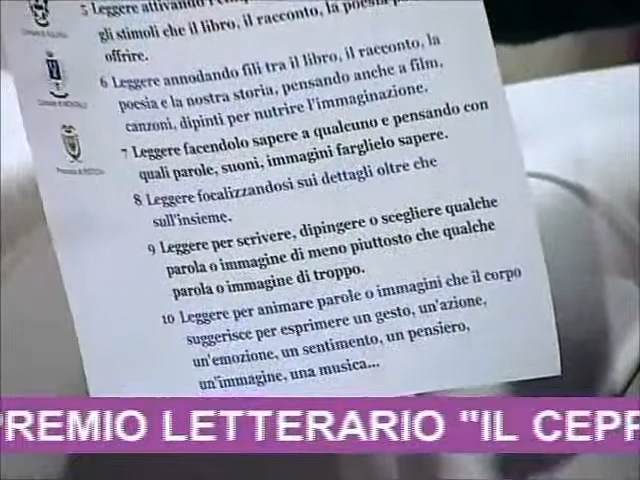 5 Leggere attivando
gli stimoli che il libro, il racconto, la poesia
offrire.
6 Leggere annodando fili tra il libro, il racconto, la
poesia e la nostra storia, pensando anche a film,
canzoni, dipinti per nutrire l'immaginazione.
7 Leggere facendolo sapere a qualcuno e pensando con
quali parole, suoni, immagini farglielo sapere.
8 Leggere focalizzandosi sui dettagli oltre che
sull'insieme.
9 Leggere per scrivere, dipingere o scegliere qualche
parola o immagine di meno piuttosto che qualche
parola o immagine di troppo.
10 Leggere per animare parole o immagini che il corpo
suggerisce per esprimere un gesto, un'azione,
un'emozione, un sentimento, un pensiero,
un'immagine, una musica...
PREMIO LETTERARIO "IL CEPP